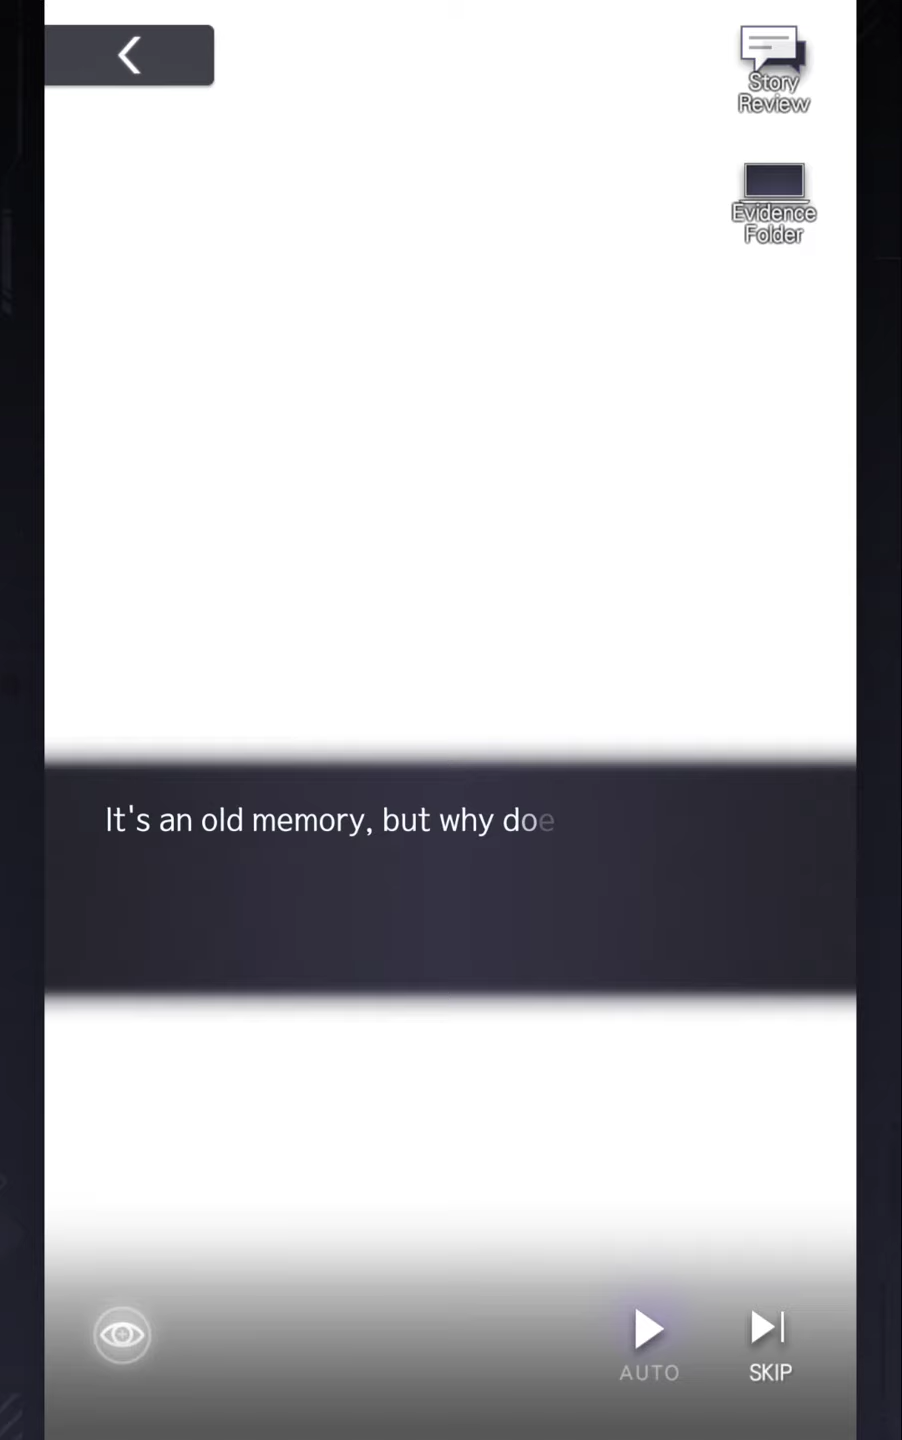 Story
Review
Evidence
Folder
It's an old memory, but why doe
AUTO
SKIP